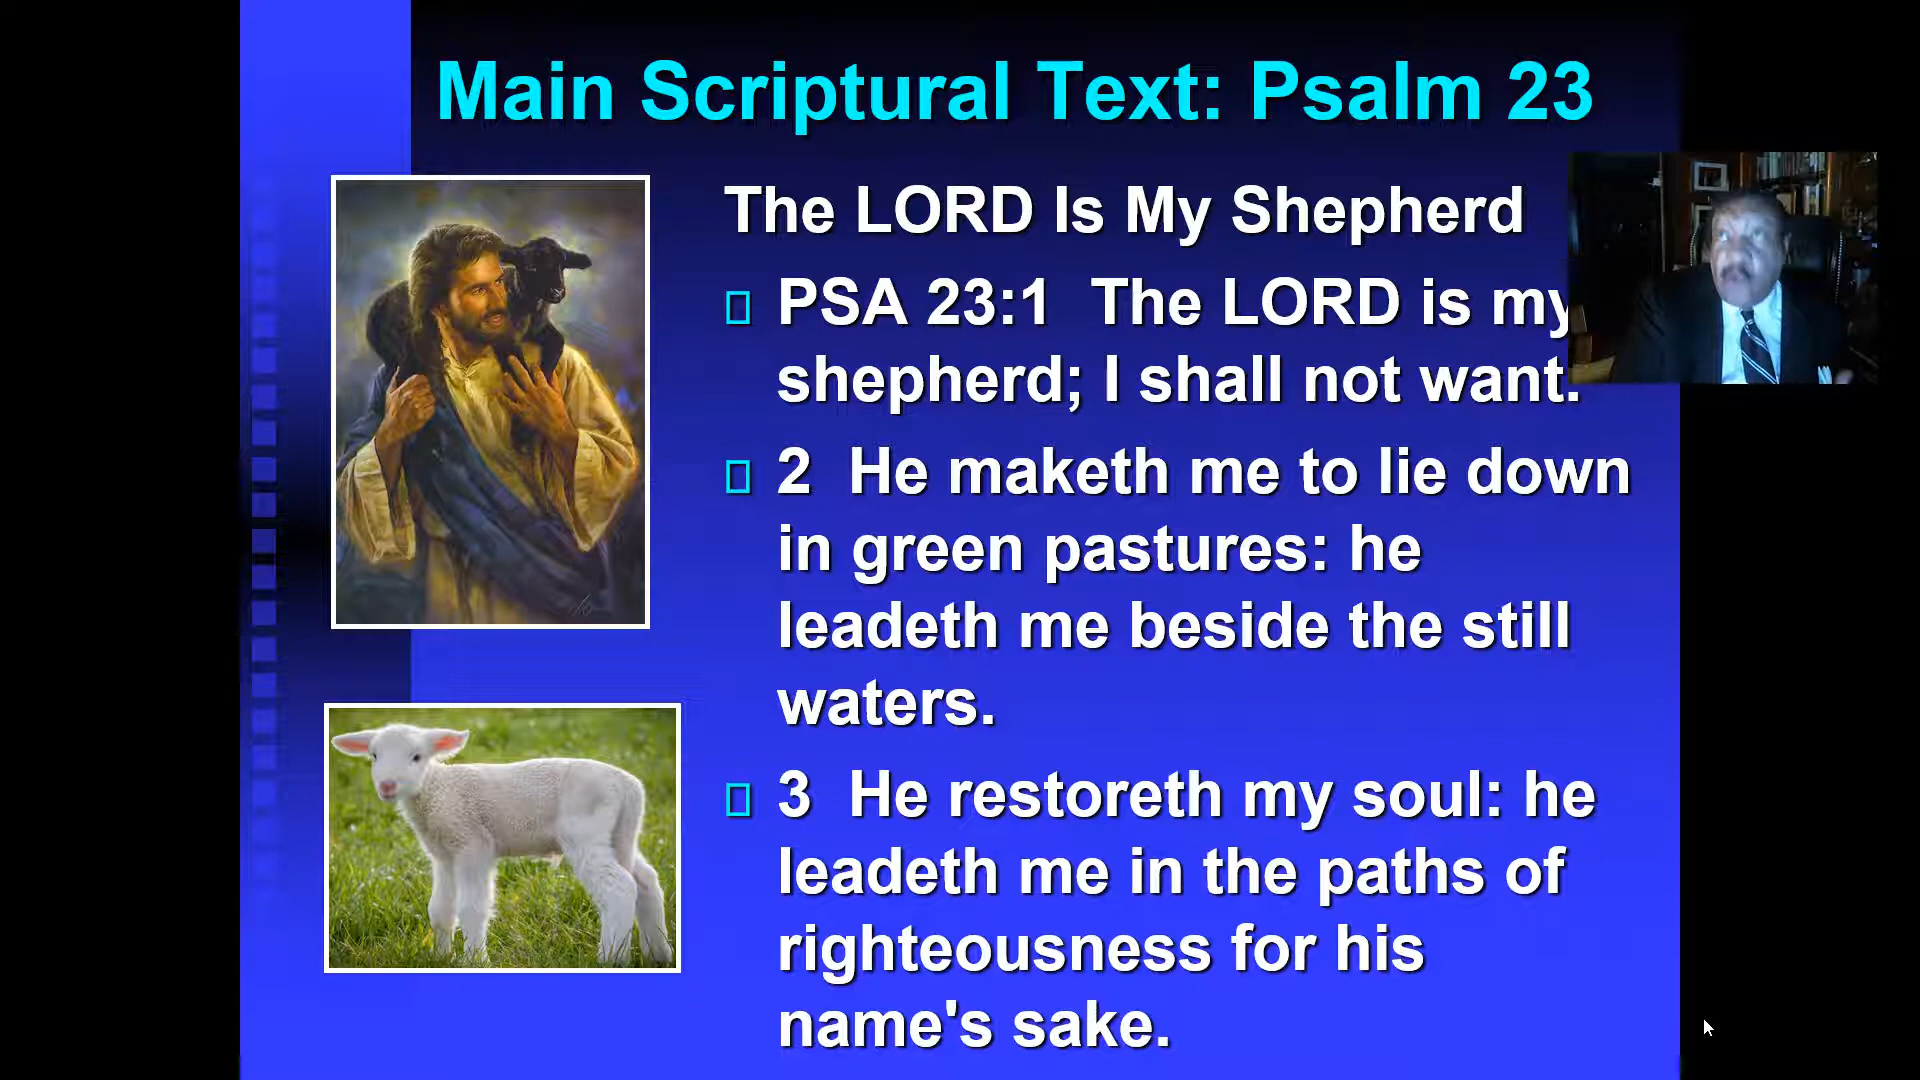 Main Scriptural Text: Psalm 23
The LORD Is My Shepherd
PSA 23:1 The LORD is my
shepherd; I shall not want.
2 He maketh me to lie down
in green pastures: he
leadeth me beside the still
waters.
3 He restoreth my soul: he
leadeth me in the paths of
righteousness for his
name's sake.